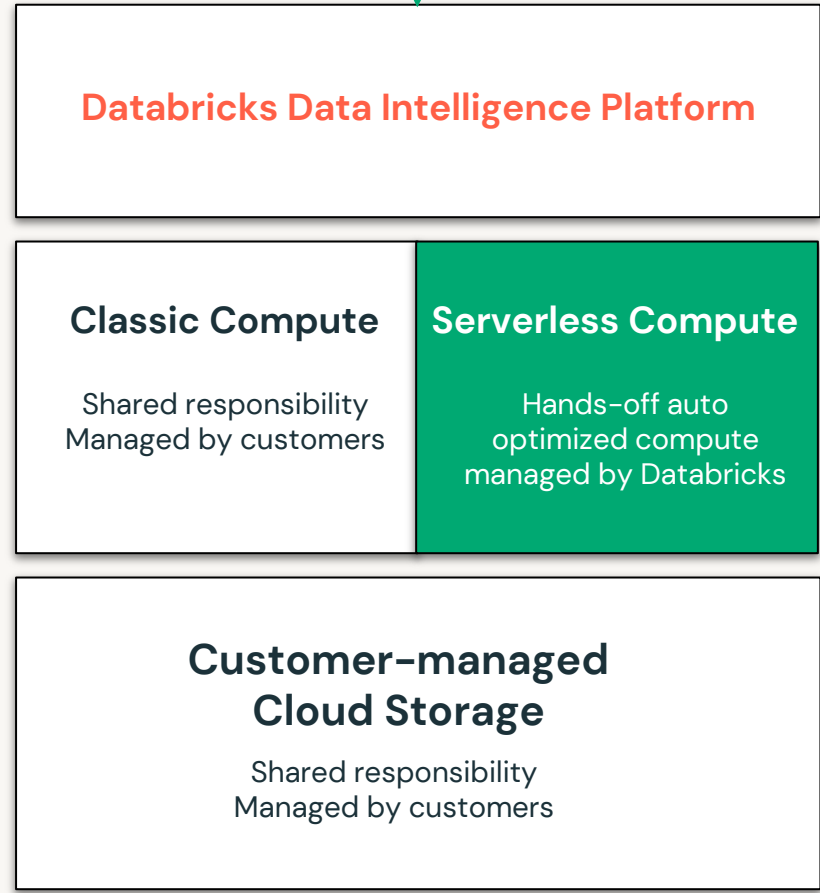 Databricks Data Intelligence Platform
Classic Compute
Shared responsibility
Managed by customers
Serverless Compute
Hands-off auto
optimized compute
managed by Databricks
Customer-managed
Cloud Storage
Shared responsibility
Managed by customers